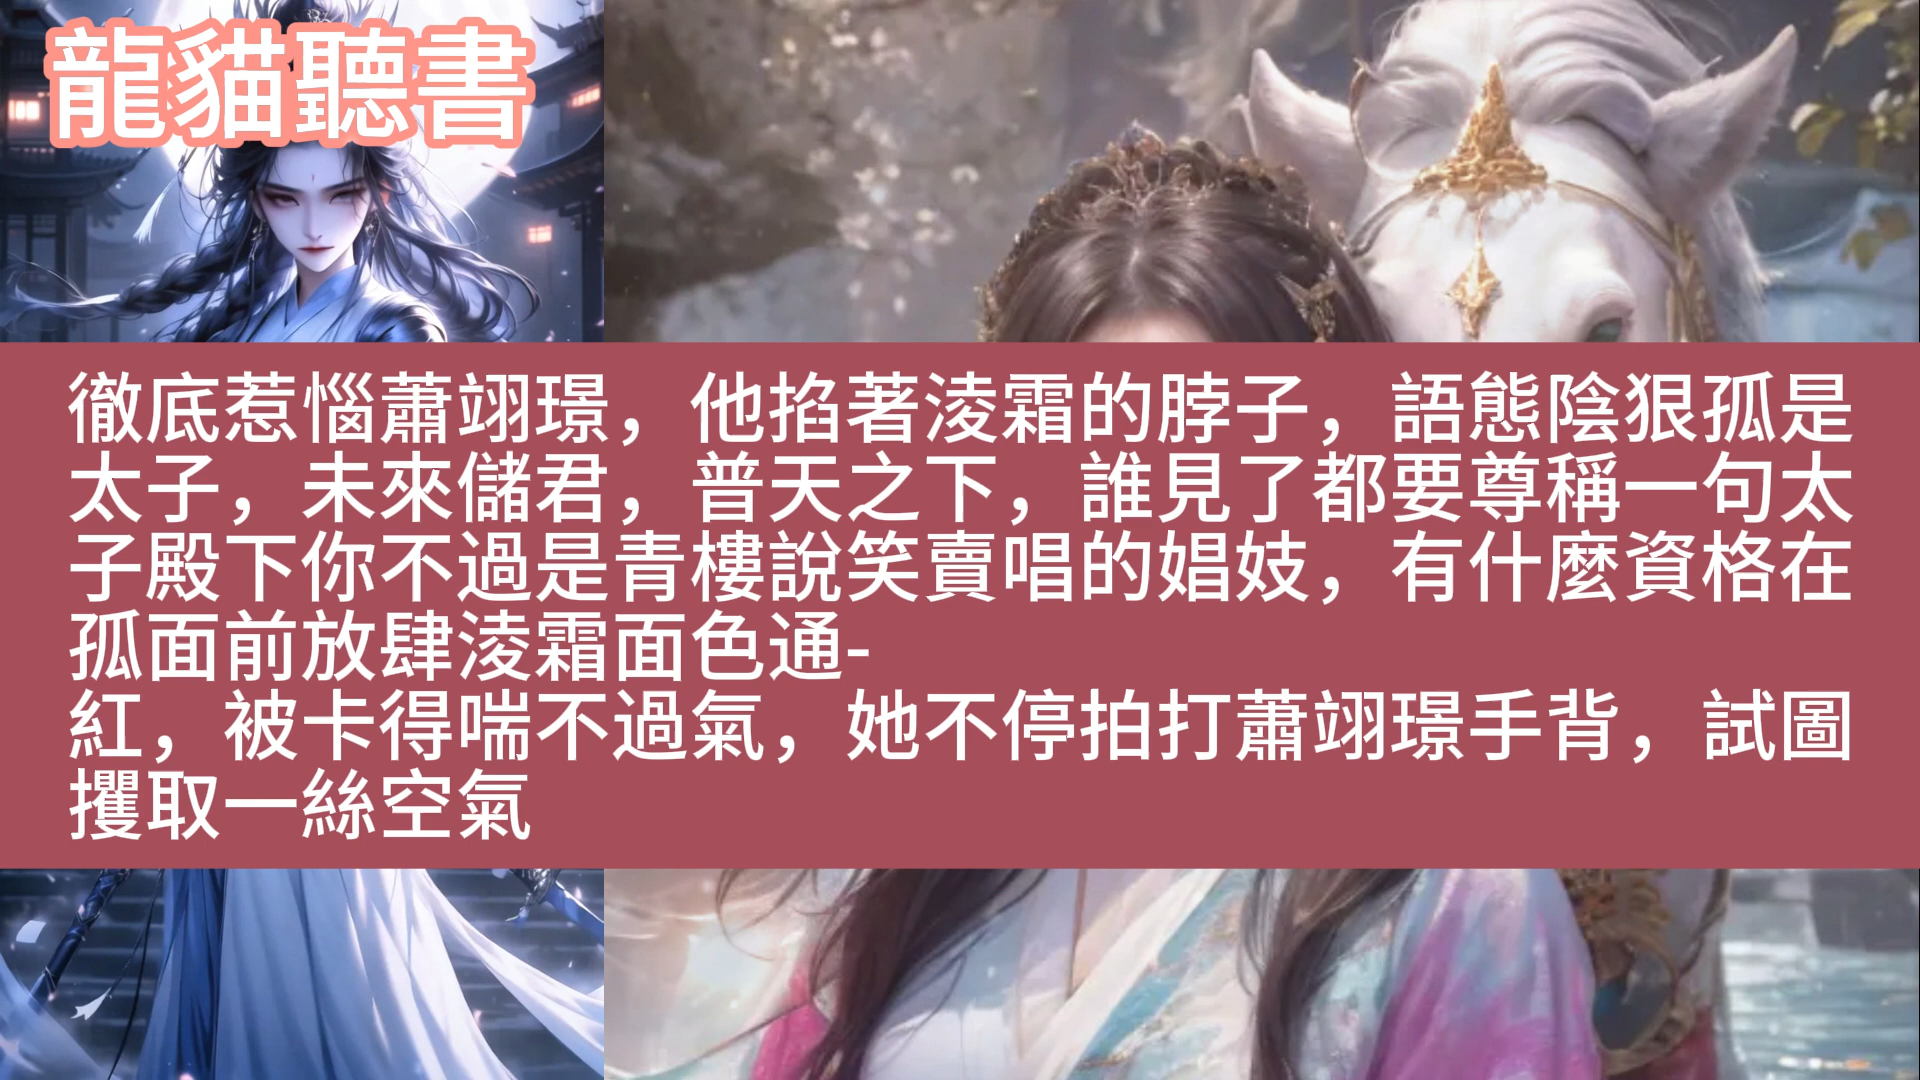 龍貓聽書
徹底惹惱蕭翊璟，他掐著淩霜的脖子，語態陰狠孤是
太子，未來儲君，普天之下，誰見了都要尊稱一句太
子殿下你不過是青樓說笑賣唱的娼妓，有什麼資格在
孤面前放肆淩霜面色通-
紅，被卡得喘不過氣，她不停拍打蕭翊璟手背，試圖
攫取一絲空氣